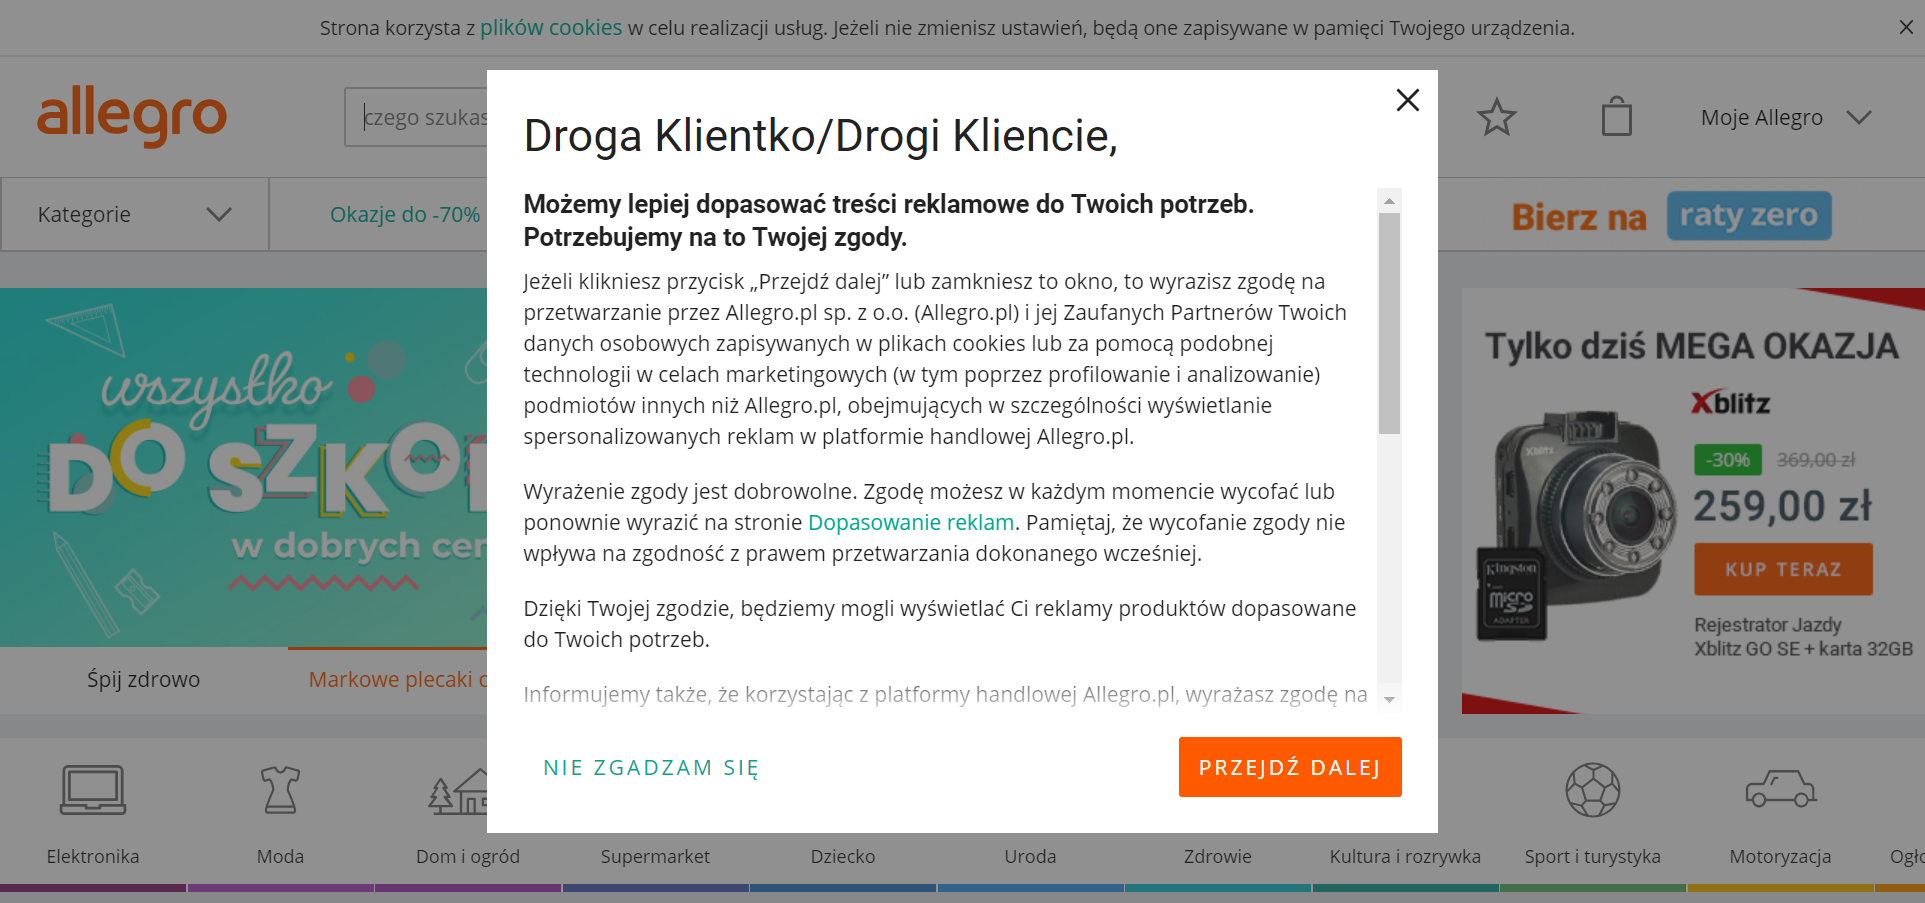 Strona korzysta z plików cookies w celu realizacji usług. Jeżeli nie zmienisz ustawień, będą one zapisywane w pamięci Twojego urządzenia.
allegro
czego szukas
Moje Allegro
Kategorie
Okazje do -70%
Bierz na raty zero
Droga Klientko/Drogi Kliencie,
Możemy lepiej dopasować treści reklamowe do Twoich potrzeb.
Potrzebujemy na to Twojej zgody.
Jeżeli klikniesz przycisk „Przejdź dalej” lub zamkniesz to okno, to wyrazisz zgodę na
przetwarzanie przez Allegro.pl sp. z o.o. (Allegro.pl) i jej Zaufanych Partnerów Twoich
danych osobowych zapisywanych w plikach cookies lub za pomocą podobnej
technologii w celach marketingowych (w tym poprzez profilowanie i analizowanie)
podmiotów innych niż Allegro.pl, obejmujących w szczególności wyświetlanie
spersonalizowanych reklam w platformie handlowej Allegro.pl.
Wyrażenie zgody jest dobrowolne. Zgodę możesz w każdym momencie wycofać lub
ponownie wyrazić na stronie Dopasowanie reklam. Pamiętaj, że wycofanie zgody nie
wpływa na zgodność z prawem przetwarzania dokonanego wcześniej.
Dzięki Twojej zgodzie, będziemy mogli wyświetlać Ci reklamy produktów dopasowane
do Twoich potrzeb.
Informujemy także, że korzystając z platformy handlowej Allegro.pl, wyrażasz zgodę na
NIE ZGADZAM SIĘ
PRZEJDŹ DALEJ
wszystko
DO SZKO
w dobrych cen
Śpij zdrowo
Markowe plecaki
Tylko dziś MEGA OKAZJA
Xblitz
Xblitz
-30% 369,00 zł
259,00 zł
KUP TERAZ
Kingston
micro
SD
ADAPTER
Rejestrator Jazdy
Xblitz GO SE + karta 32GB
Elektronika
Moda
Dom i ogród
Supermarket
Dziecko
Uroda
Zdrowie
Kultura i rozrywka
Sport i turystyka
Motoryzacja
Ogło